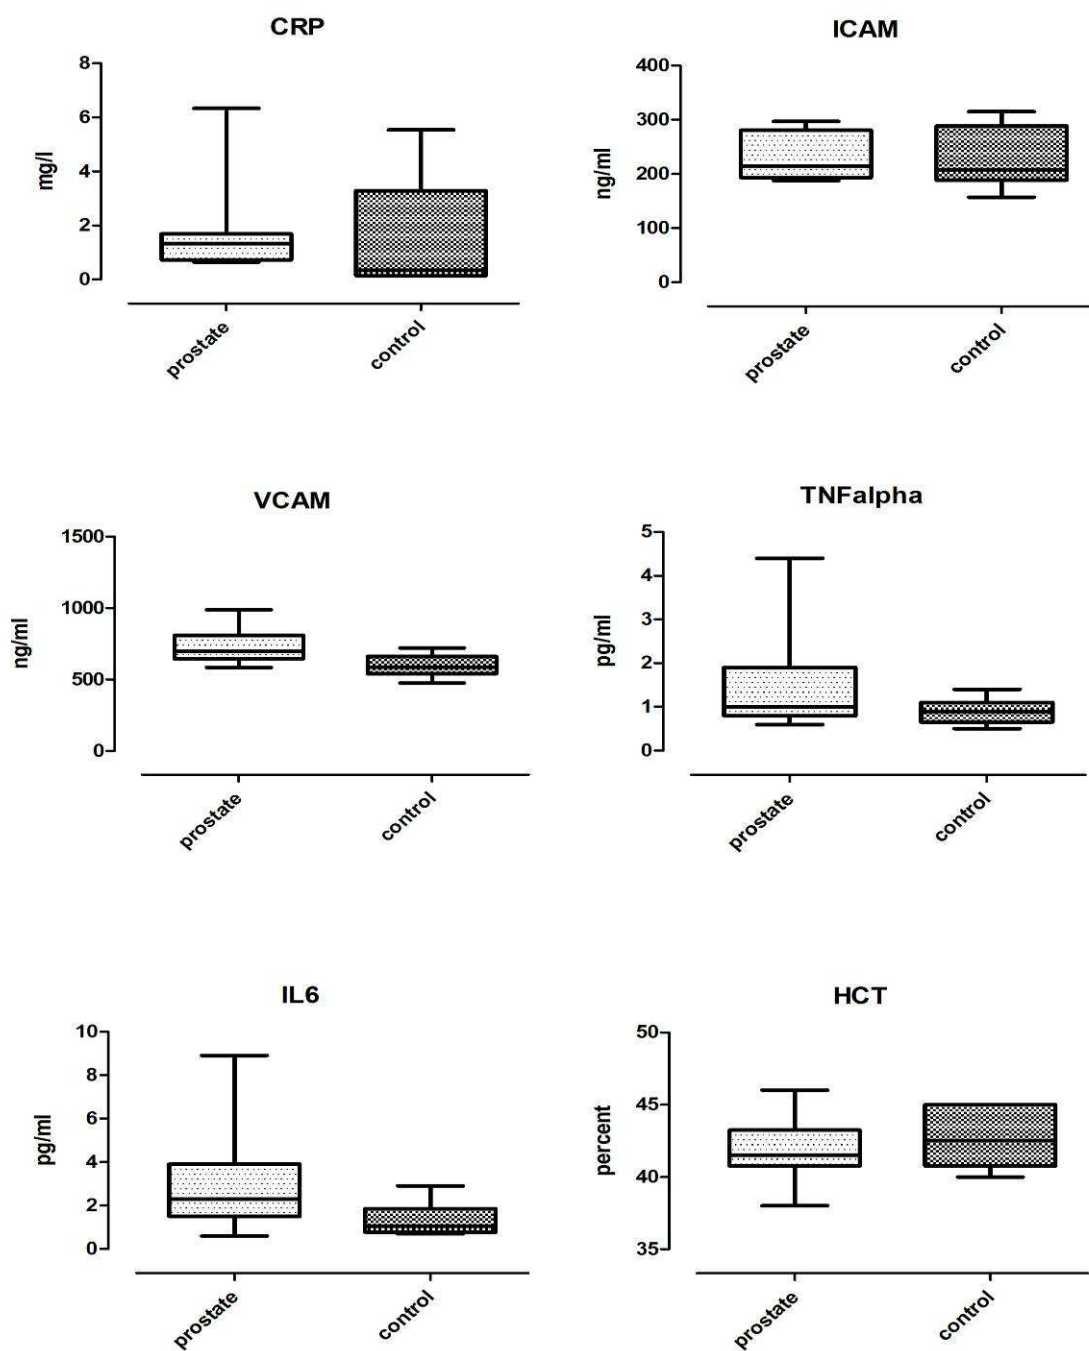 CRP
mg/l
8
6
4
2
0
prostate
control
ICAM
ng/ml
400
300
200
100
0
prostate
control
VCAM
ng/ml
1500
1000
500
0
prostate
control
TNFalpha
pg/ml
5
4
3
2
1
0
prostate
control
IL6
pg/ml
10
8
6
4
2
0
prostate
control
HCT
percent
50
45
40
35
prostate
control